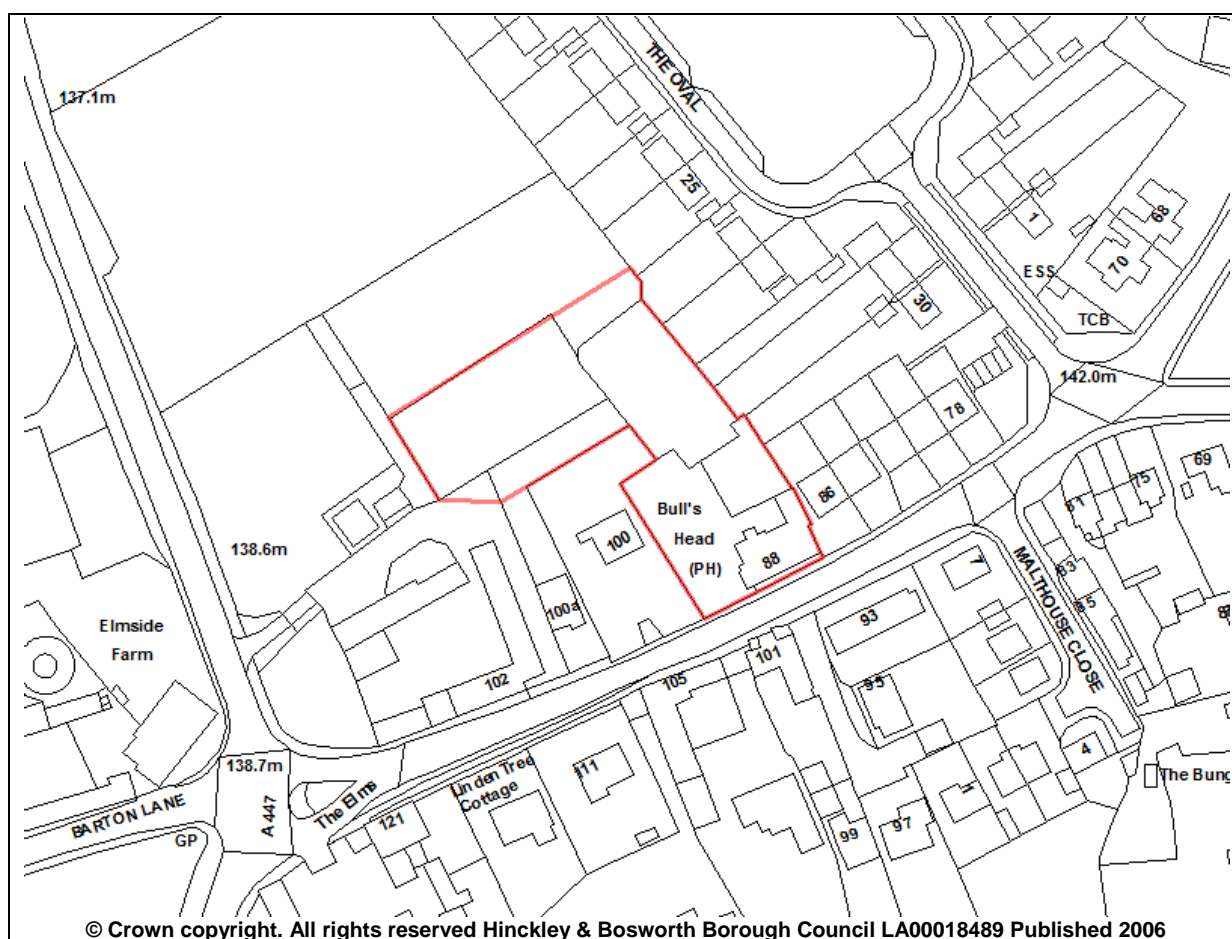 THE OVAL
137.1m
25
1
68
70
ESS
TCB
30
142.0m
78
86
69
75
81
Bull's
Head
(PH)
88
100
100a
138.6m
Elmside
Farm
102
7
83
85
MALTHOUSE CLOSE
93
101
105
95
4
The Bung
138.7m
A 447
The Elms
Linden Tree
Cottage
111
1
BARTON LANE
GP
121
99
97
© Crown copyright. All rights reserved Hinckley & Bosworth Borough Council LA00018489 Published 2006